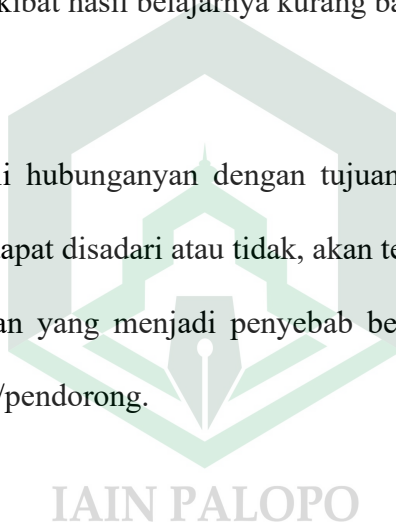 kibat hasil belajarnya kurang ba
i hubunganyan dengan tujuan
apat disadari atau tidak, akan te
an yang menjadi penyebab be
/pendorong.
IAIN PALOPO